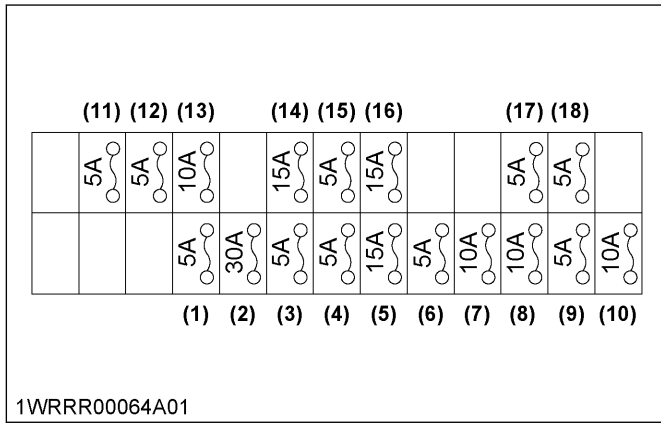 (11) (12) (13) (14) (15) (16) (17) (18)
5A 5A 10A 15A 5A 15A 5A 5A
5A 30A 5A 5A 15A 5A 10A 10A 5A 10A
(1) (2) (3) (4) (5) (6) (7) (8) (9) (10)
1WRRR00064A01